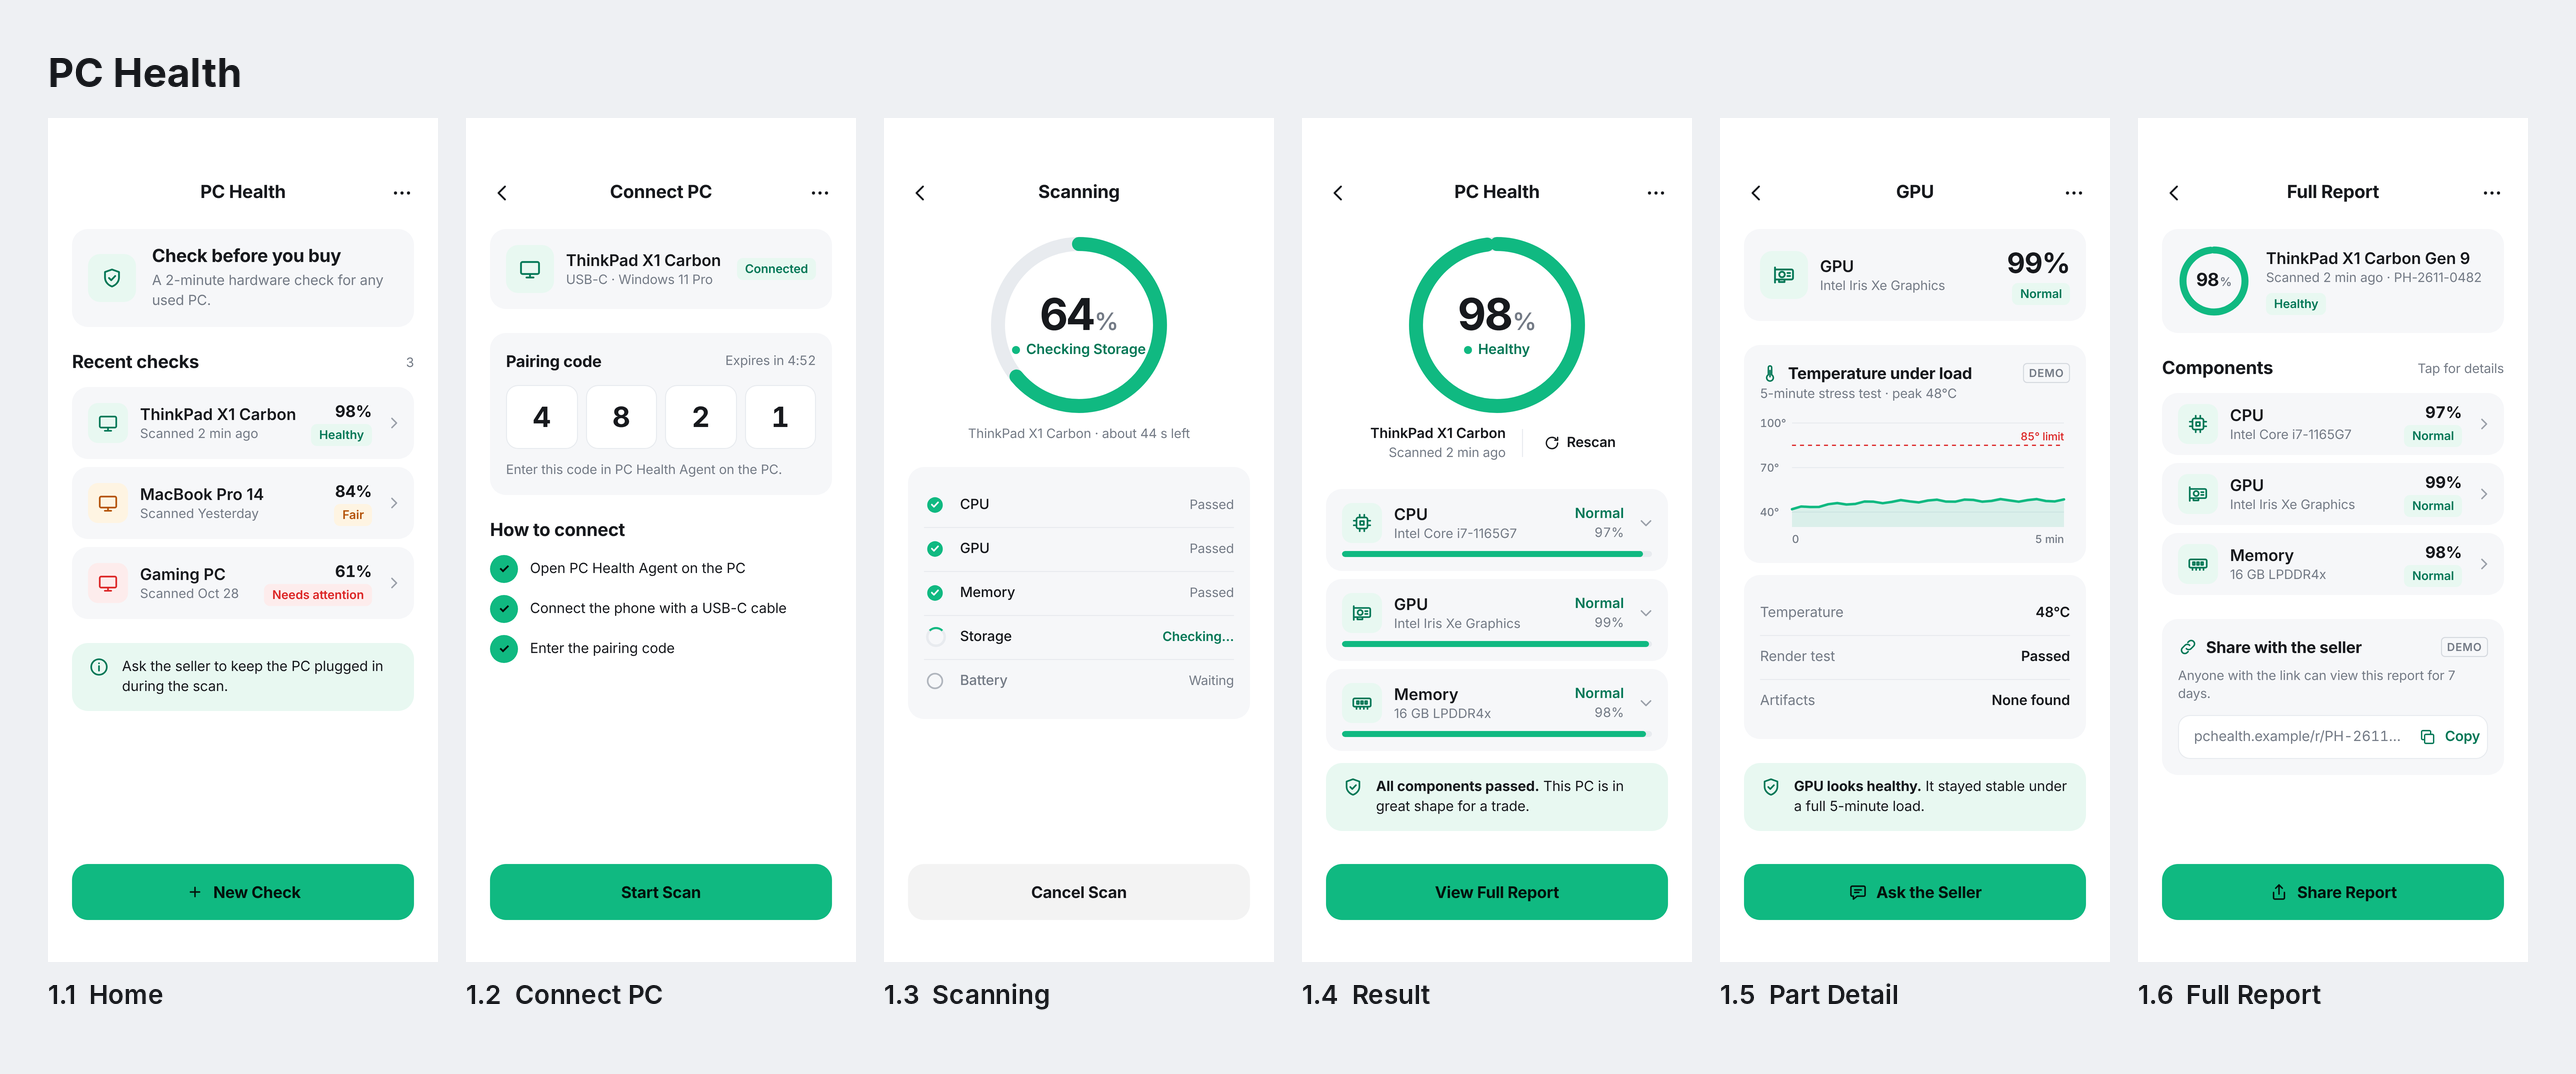 PC Health
PC Health
Check before you buy
A 2-minute hardware check for any
used PC.
Recent checks
3
ThinkPad X1 Carbon
98%
Scanned 2 min ago
Healthy
MacBook Pro 14
84%
Scanned Yesterday
Fair
Gaming PC
61%
Scanned Oct 28
Needs attention
Ask the seller to keep the PC plugged in
during the scan.
New Check
1.1 Home
Connect PC
ThinkPad X1 Carbon
USB-C · Windows 11 Pro
Connected
Pairing code
Expires in 4:52
4 8 2 1
Enter this code in PC Health Agent on the PC.
How to connect
Open PC Health Agent on the PC
Connect the phone with a USB-C cable
Enter the pairing code
Start Scan
1.2 Connect PC
Scanning
64%
Checking Storage
ThinkPad X1 Carbon · about 44 s left
CPU Passed
GPU Passed
Memory Passed
Storage Checking...
Battery Waiting
Cancel Scan
1.3 Scanning
PC Health
98%
Healthy
ThinkPad X1 Carbon
Scanned 2 min ago
Rescan
CPU
Normal
Intel Core i7-1165G7
97%
GPU
Normal
Intel Iris Xe Graphics
99%
Memory
Normal
16 GB LPDDR4x
98%
All components passed. This PC is in
great shape for a trade.
View Full Report
1.4 Result
GPU
GPU
Intel Iris Xe Graphics
99%
Normal
Temperature under load
DEMO
5-minute stress test · peak 48°C
100°
85° limit
70°
40°
0
5 min
Temperature 48°C
Render test Passed
Artifacts None found
GPU looks healthy. It stayed stable under
a full 5-minute load.
Ask the Seller
1.5 Part Detail
Full Report
98%
ThinkPad X1 Carbon Gen 9
Scanned 2 min ago · PH-2611-0482
Healthy
Components
Tap for details
CPU
97%
Intel Core i7-1165G7
Normal
GPU
99%
Intel Iris Xe Graphics
Normal
Memory
98%
16 GB LPDDR4x
Normal
Share with the seller
DEMO
Anyone with the link can view this report for 7
days.
pchealth.example/r/PH-2611...
Copy
Share Report
1.6 Full Report